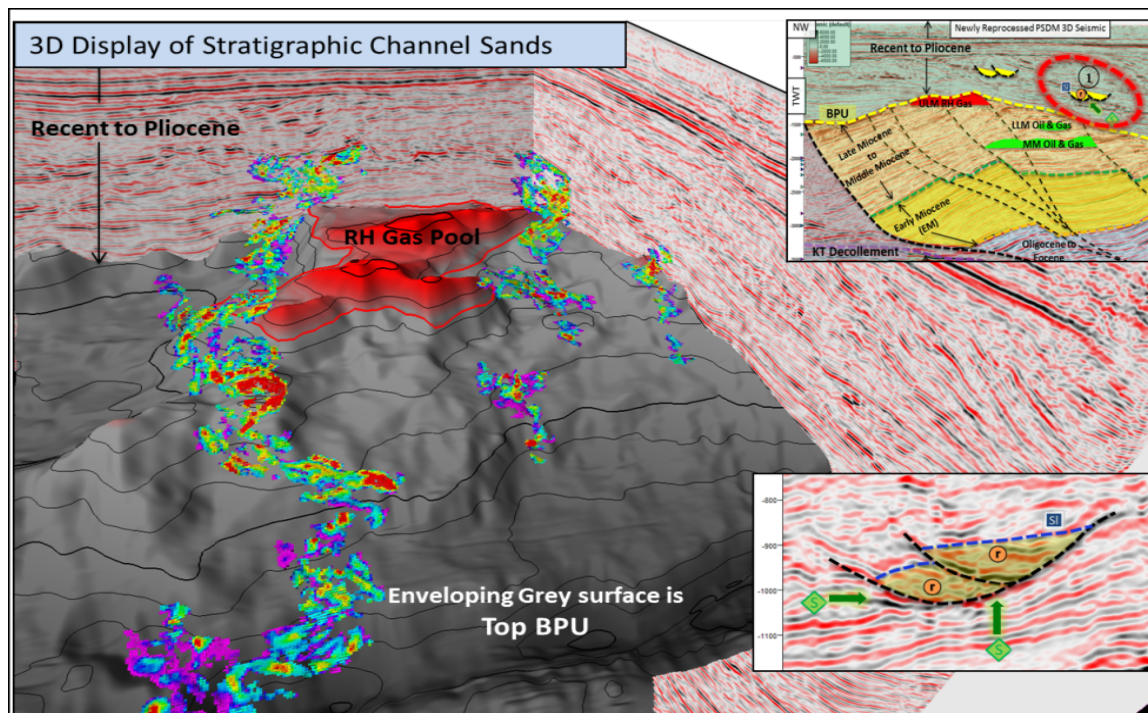 3D Display of Stratigraphic Channel Sands
Recent to Pliocene
RH Gas Pool
Enveloping Grey surface is
Top BPU
NW
Newly Reprocessed PSDM 3D Seismic
Recent to Pliocene
TWT
BPU
ULM RH Gas
1
SI
r
LLM Oil & Gas
MM Oil & Gas
Late Miocene
to
Middle Miocene
Early Miocene
(EM)
Oligocene to
Eocene
KT Decollement
-800
-900
-1000
-1100
SI
r
r
S
S